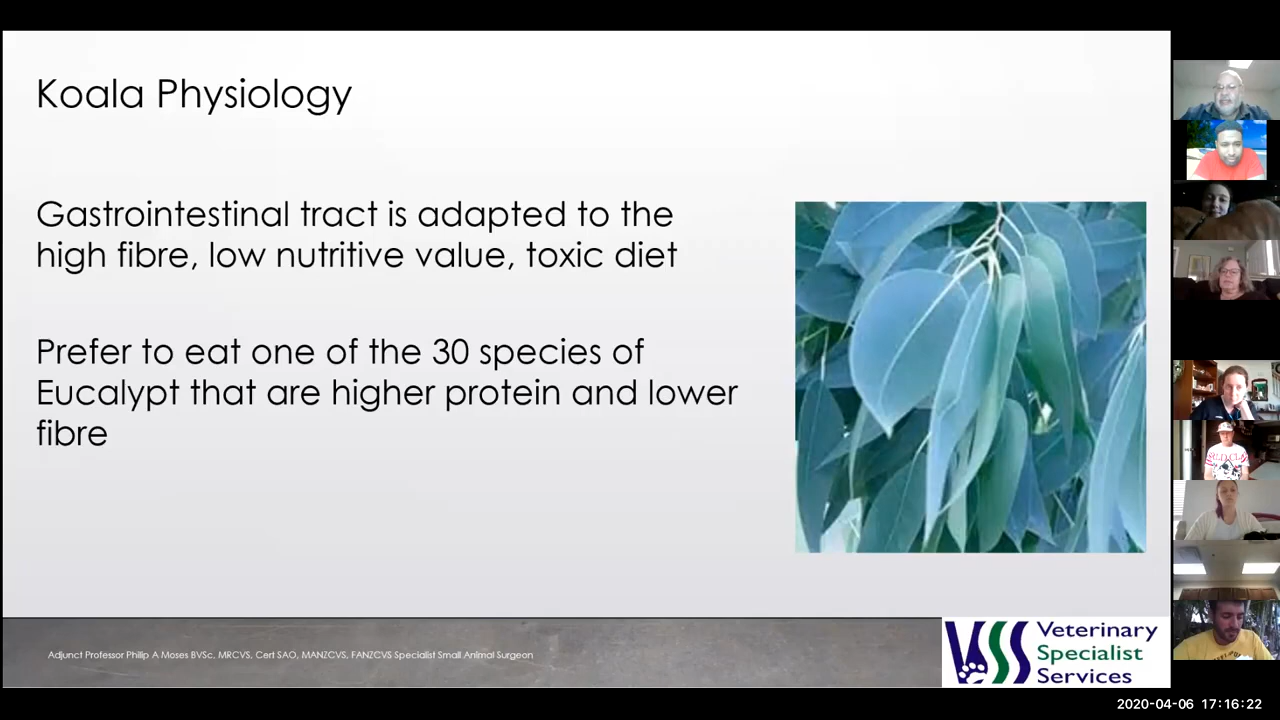 Koala Physiology
Gastrointestinal tract is adapted to the
high fibre, low nutritive value, toxic diet
Prefer to eat one of the 30 species of
Eucalypt that are higher protein and lower
fibre
Adjunct Professor Philip A Moses BVSc. MRCVS, Cert SAO, MANZCVS, FANZCVS Specialist Small Animal Surgeon
VSS
Veterinary
Specialist
Services
2020-04-06 17:16:22